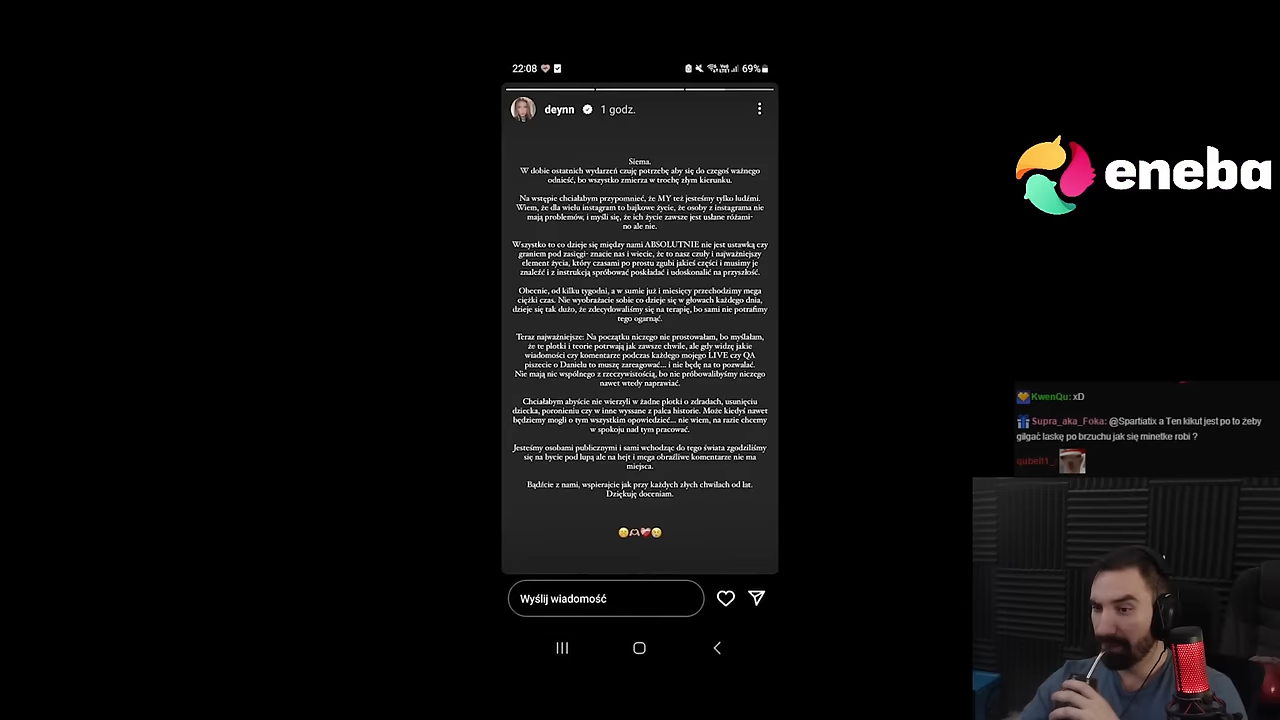 22:08
69%
deynn
1 godz.
Siema.
W dobie ostatnich wydarzeń czuję potrzebę aby się do czegoś ważnego
odnieść, bo wszystko zmierza w trochę złym kierunku.
Na wstępie chciałabym przypomnieć, że MY też jesteśmy tylko ludźmi.
Wiem, że dla wielu instagram to bajkowe życie, że osoby z instagrama nie
mają problemów, i myśli się, że ich życie zawsze jest usłane różami-
no ale nie.
Wszystko to co dzieje się między nami ABSOLUTNIE nie jest ustawką czy
graniem pod zasięgi- znacie nas i wiecie, że to nasz czuły i najważniejszy
element życia, który czasami po prostu zgubi jakieś części i musimy je
znaleźć i z instrukcją spróbować poskładać i udoskonalić na przyszłość.
Obecnie, od kilku tygodni, a w sumie już i miesięcy przechodzimy mega
ciężki czas. Nie wyobrażacie sobie co dzieje się w głowach każdego dnia,
dzieje się tak dużo, że zdecydowaliśmy się na terapię, bo sami nie potrafimy
tego ogarnąć.
Teraz najważniejsze: Na początku niczego nie prostowałam, bo myślałam,
że te plotki i teorie potrwają jak zawsze chwile, ale gdy widzę jakie
wiadomości czy komentarze podczas każdego mojego LIVE czy QA
piszecie o Danielu to muszę zareagować... i nie będę na to pozwalać.
Nie mają nic wspólnego z rzeczywistością, bo nie próbowalibyśmy niczego
nawet wtedy naprawiać.
Chciałabym abyście nie wierzyli w żadne plotki o zdradach, usunięciu
dziecka, poronieniu czy w inne wyssane z palca historie. Może kiedyś nawet
będziemy mogli o tym wszystkim opowiedzieć... nie wiem, na razie chcemy
w spokoju nad tym pracować.
Jesteśmy osobami publicznymi i sami wchodząc do tego świata zgodziliśmy
się na bycie pod lupą ale na hejt i mega obraźliwe komentarze nie ma
miejsca.
Bądźcie z nami, wspierajcie jak przy każdych złych chwilach od lat.
Dziękuję doceniam.
Wyślij wiadomość
eneba
KwenQu: xD
Supra_aka_Foka: @Spartiatix a Ten kikut jest po to żeby
gilgać laskę po brzuchu jak się minetke robi ?